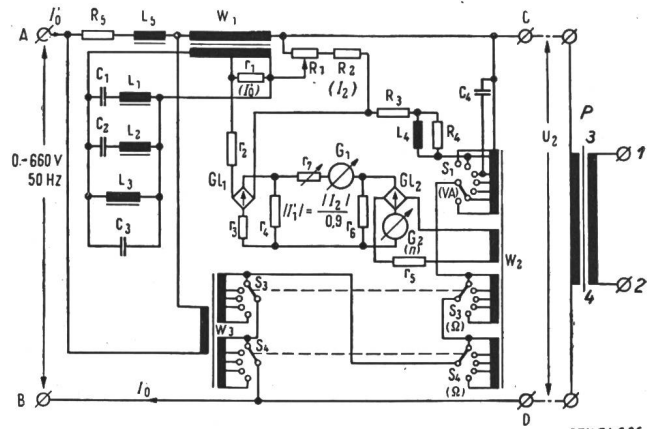 I'0
R5
L5
W1
C
A
r1
(I'0)
R1
R2
(I2)
C1
L1
C4
P
R3
3
C2
L2
r2
L4
R4
U2
1
r7
G1
S1
0.-660 V
50 HZ
Gl1
Gl2
(VA)
L3
r3
r4
|I'1|=|I2|/0,9
r6
G2
(n)
C3
r5
W2
2
4
S3
S3
(Ω)
W3
S4
S4
(Ω)
B
I'0
D